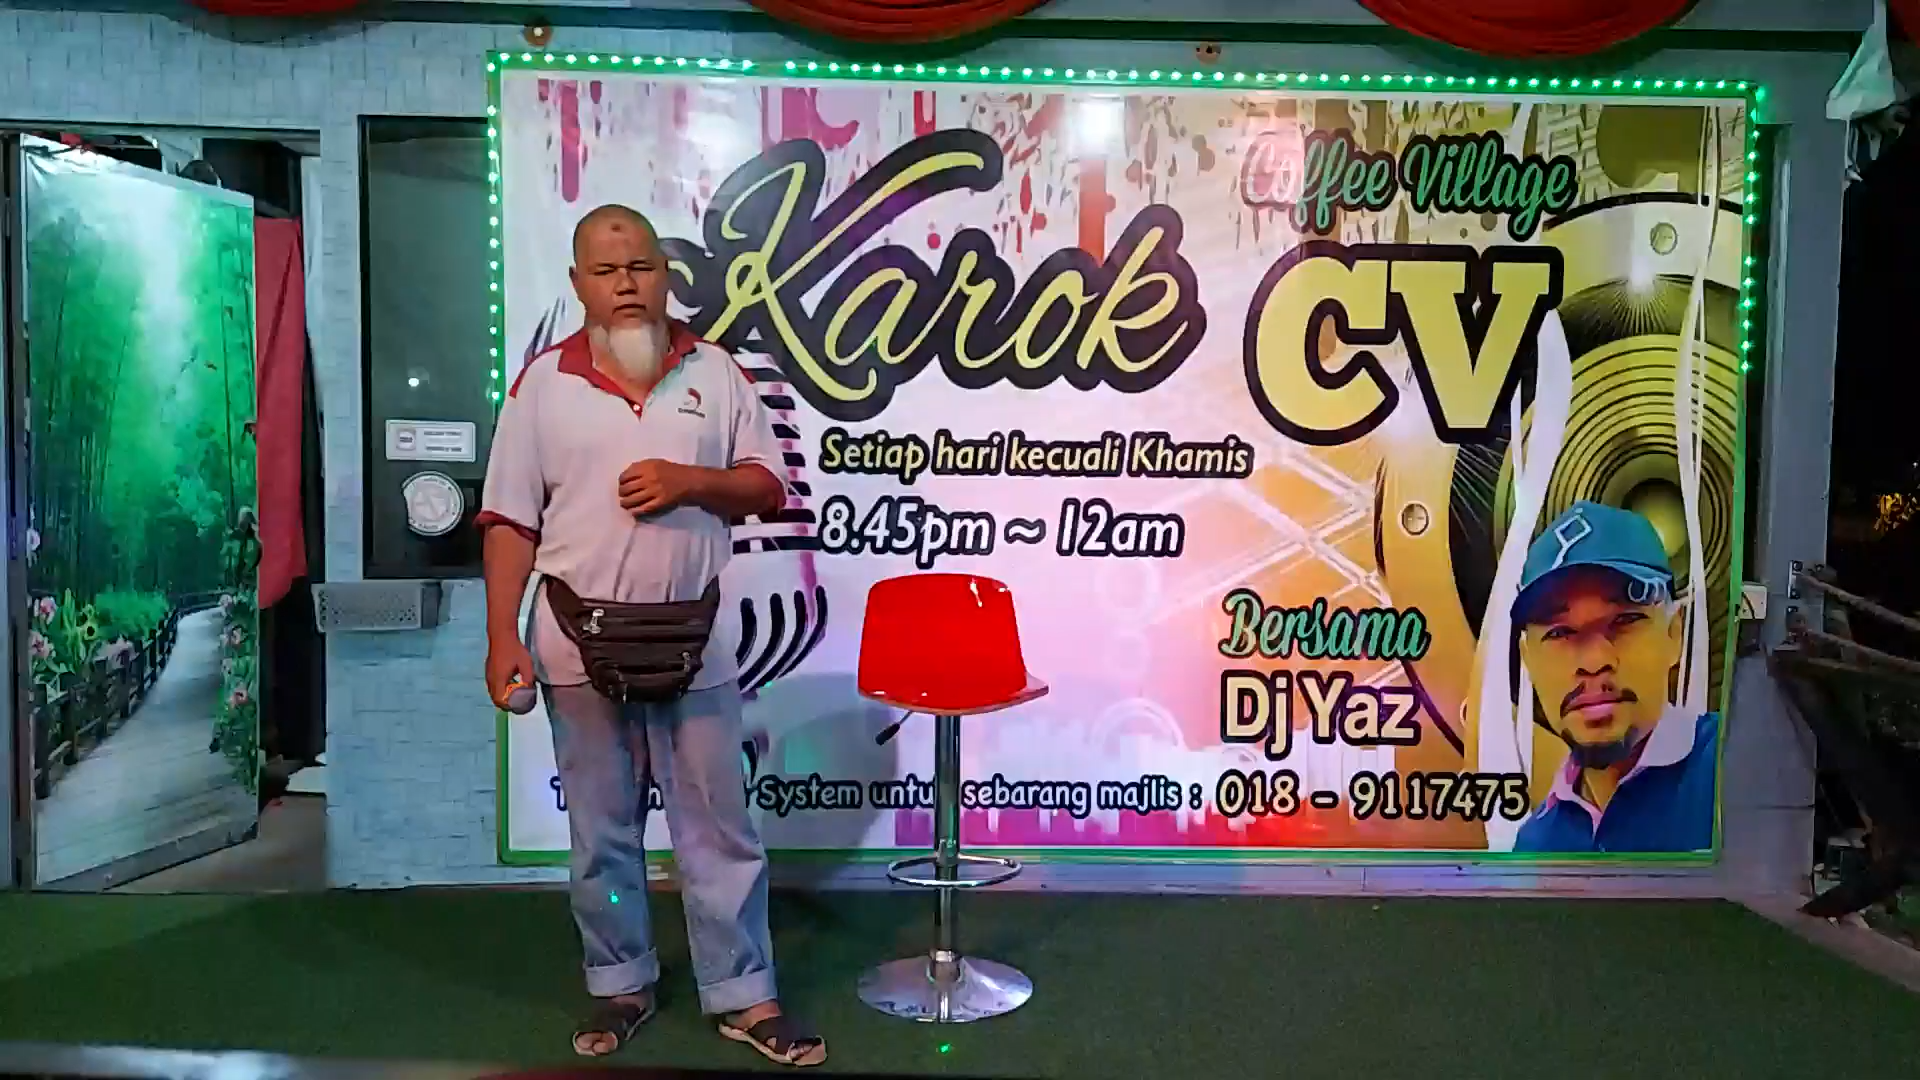 Coffee Village
Karok CV
Setiap hari kecuali Khamis
8.45pm ~ 12am
Bersama
Dj Yaz
System untuk sebarang majlis : 018 - 9117475